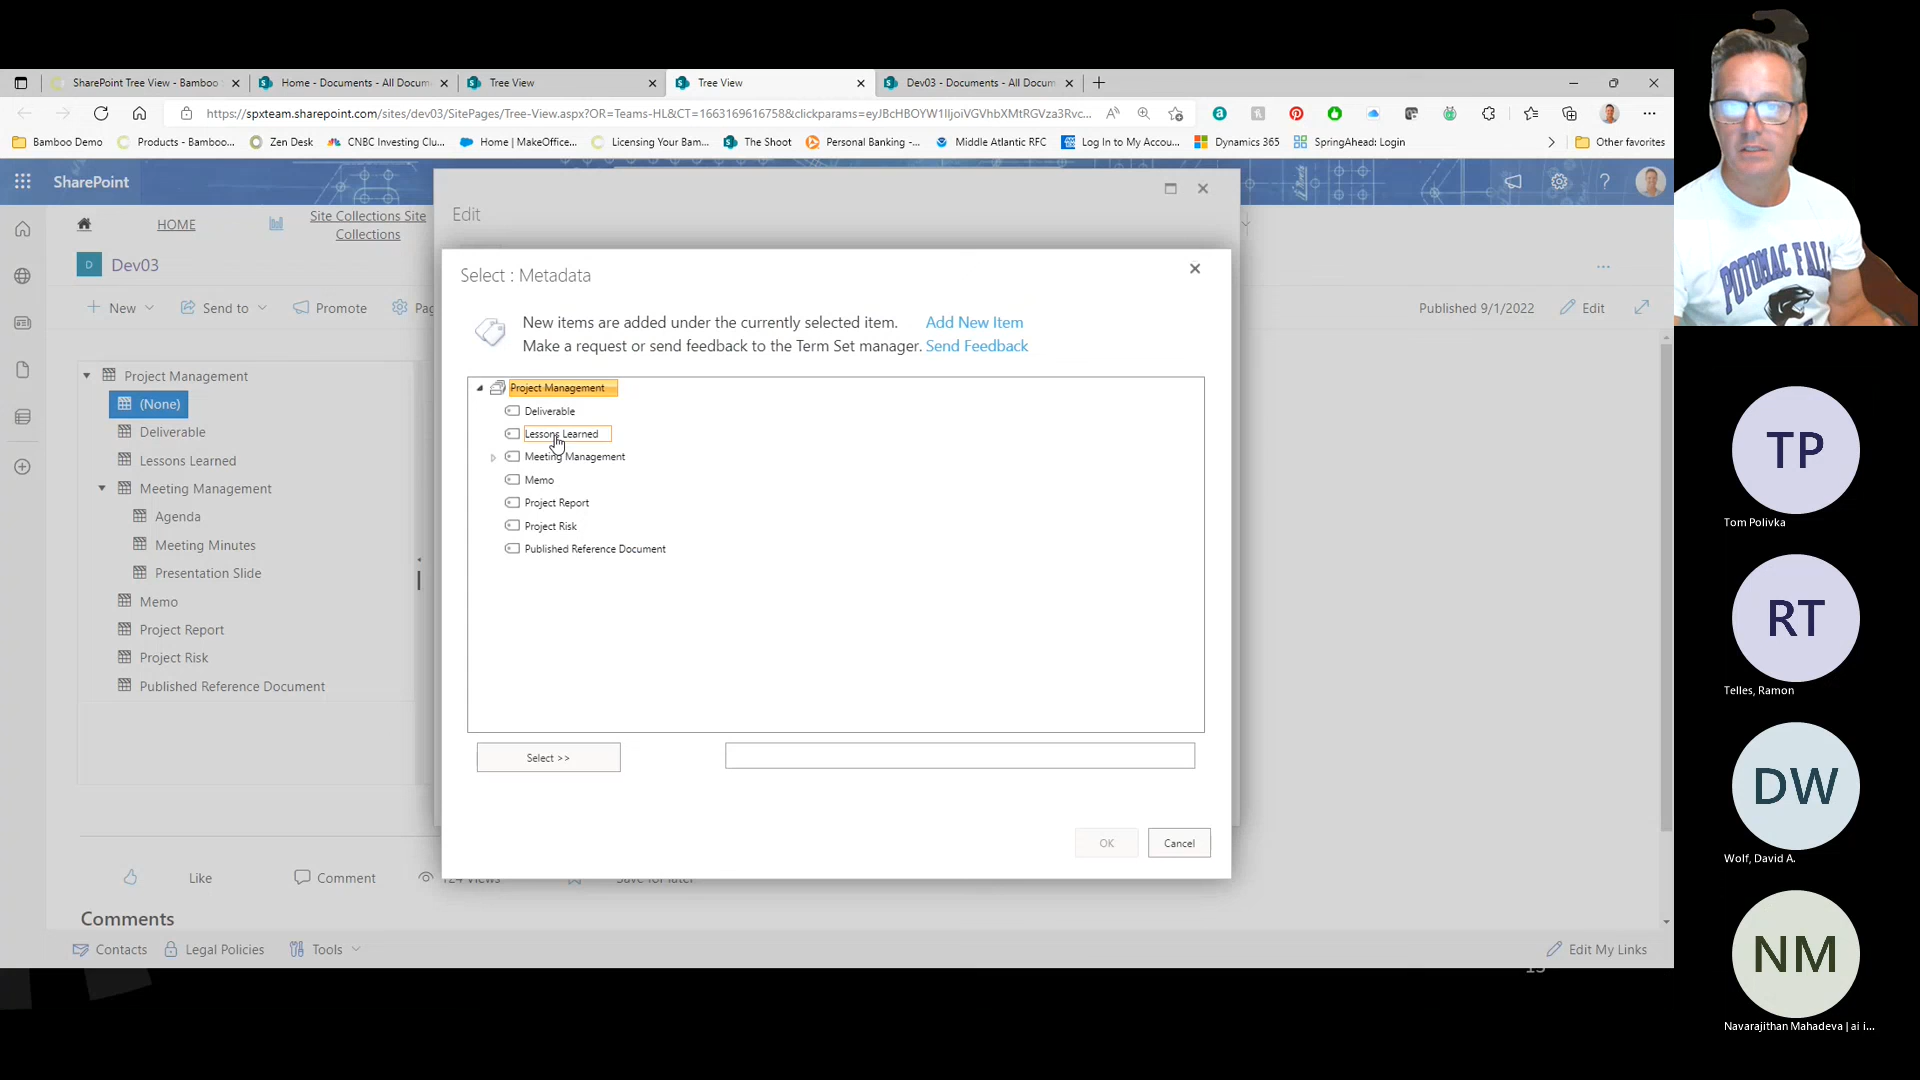 SharePoint Tree View - Bamboo
Home - Documents - All Docum
Tree View
Tree View
Dev03 - Documents - All Docum
https://spxteam.sharepoint.com/sites/dev03/SitePages/Tree-View.aspx?OR=Teams-HL&CT=1663169616758&clickparams=eyJBcHBOYW1lIjoiVGVhbXMtRGVza3Rvc...
Bamboo Demo
Products - Bamboo...
Zen Desk
CNBC Investing Clu...
Home | MakeOffice...
Licensing Your Bam...
The Shoot
Personal Banking -...
Middle Atlantic RFC
Log In to My Accou...
Dynamics 365
SpringAhead: Login
Other favorites
SharePoint
HOME
Site Collections Site
Collections
D
Dev03
New
Send to
Promote
Pag
Published 9/1/2022
Edit
Project Management
(None)
Deliverable
Lessons Learned
Meeting Management
Agenda
Meeting Minutes
Presentation Slide
Memo
Project Report
Project Risk
Published Reference Document
Edit
Select : Metadata
New items are added under the currently selected item.
Add New Item
Make a request or send feedback to the Term Set manager. Send Feedback
Project Management
Deliverable
Lessons Learned
Meeting Management
Memo
Project Report
Project Risk
Published Reference Document
Select >>
OK
Cancel
Like
Comment
124 Views
Save for later
Comments
Contacts
Legal Policies
Tools
Edit My Links
POTOMAC FALL
TP
Tom Polivka
RT
Telles, Ramon
DW
Wolf, David A.
NM
Navarajithan Mahadeva | ai i...